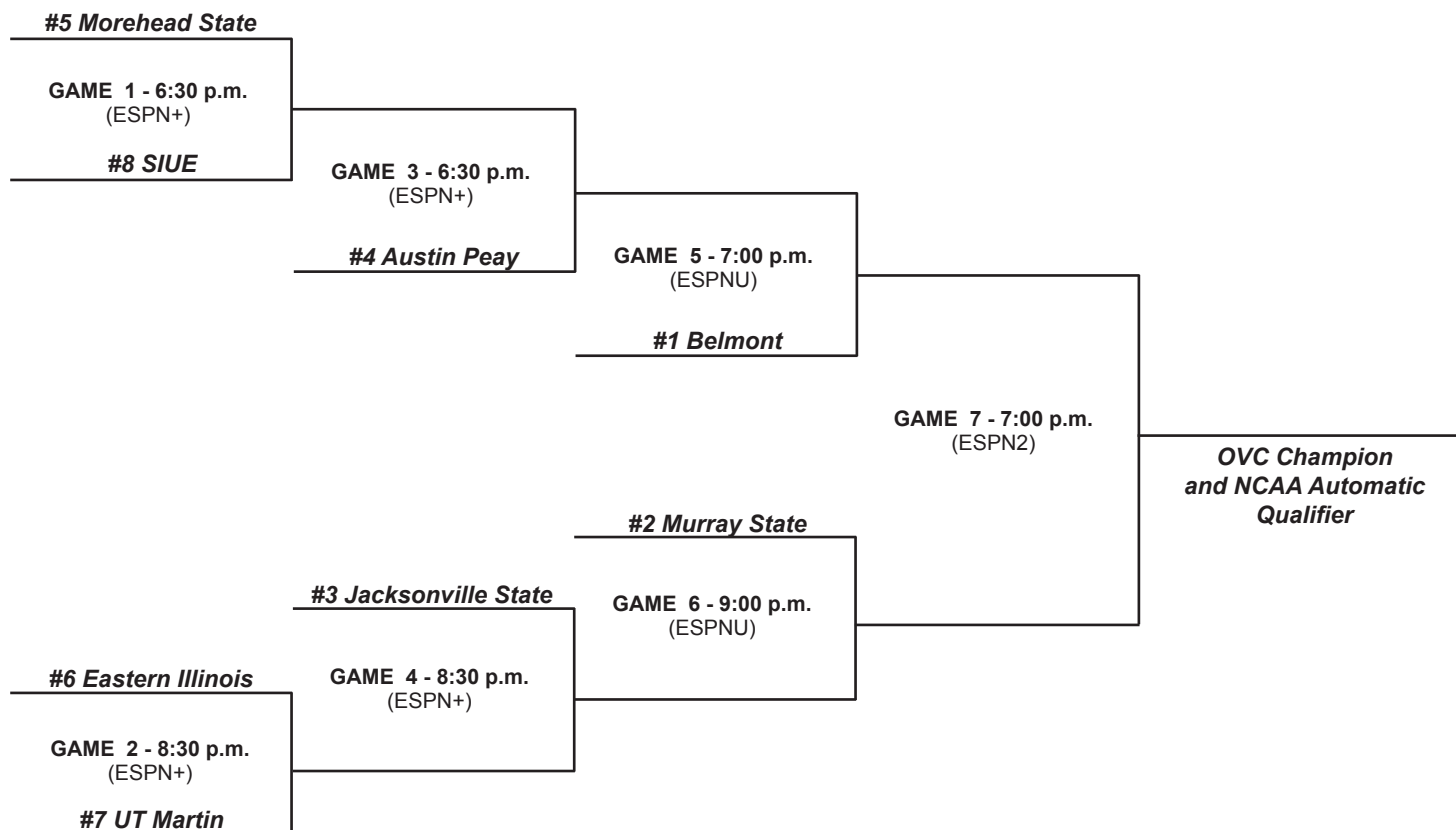 #5 Morehead State
GAME 1 - 6:30 p.m.
(ESPN+)
#8 SIUE
GAME 3 - 6:30 p.m.
(ESPN+)
#4 Austin Peay
GAME 5 - 7:00 p.m.
(ESPNU)
#1 Belmont
GAME 7 - 7:00 p.m.
(ESPN2)
OVC Champion
and NCAA Automatic
Qualifier
#2 Murray State
GAME 6 - 9:00 p.m.
(ESPNU)
#3 Jacksonville State
GAME 4 - 8:30 p.m.
(ESPN+)
#6 Eastern Illinois
GAME 2 - 8:30 p.m.
(ESPN+)
#7 UT Martin